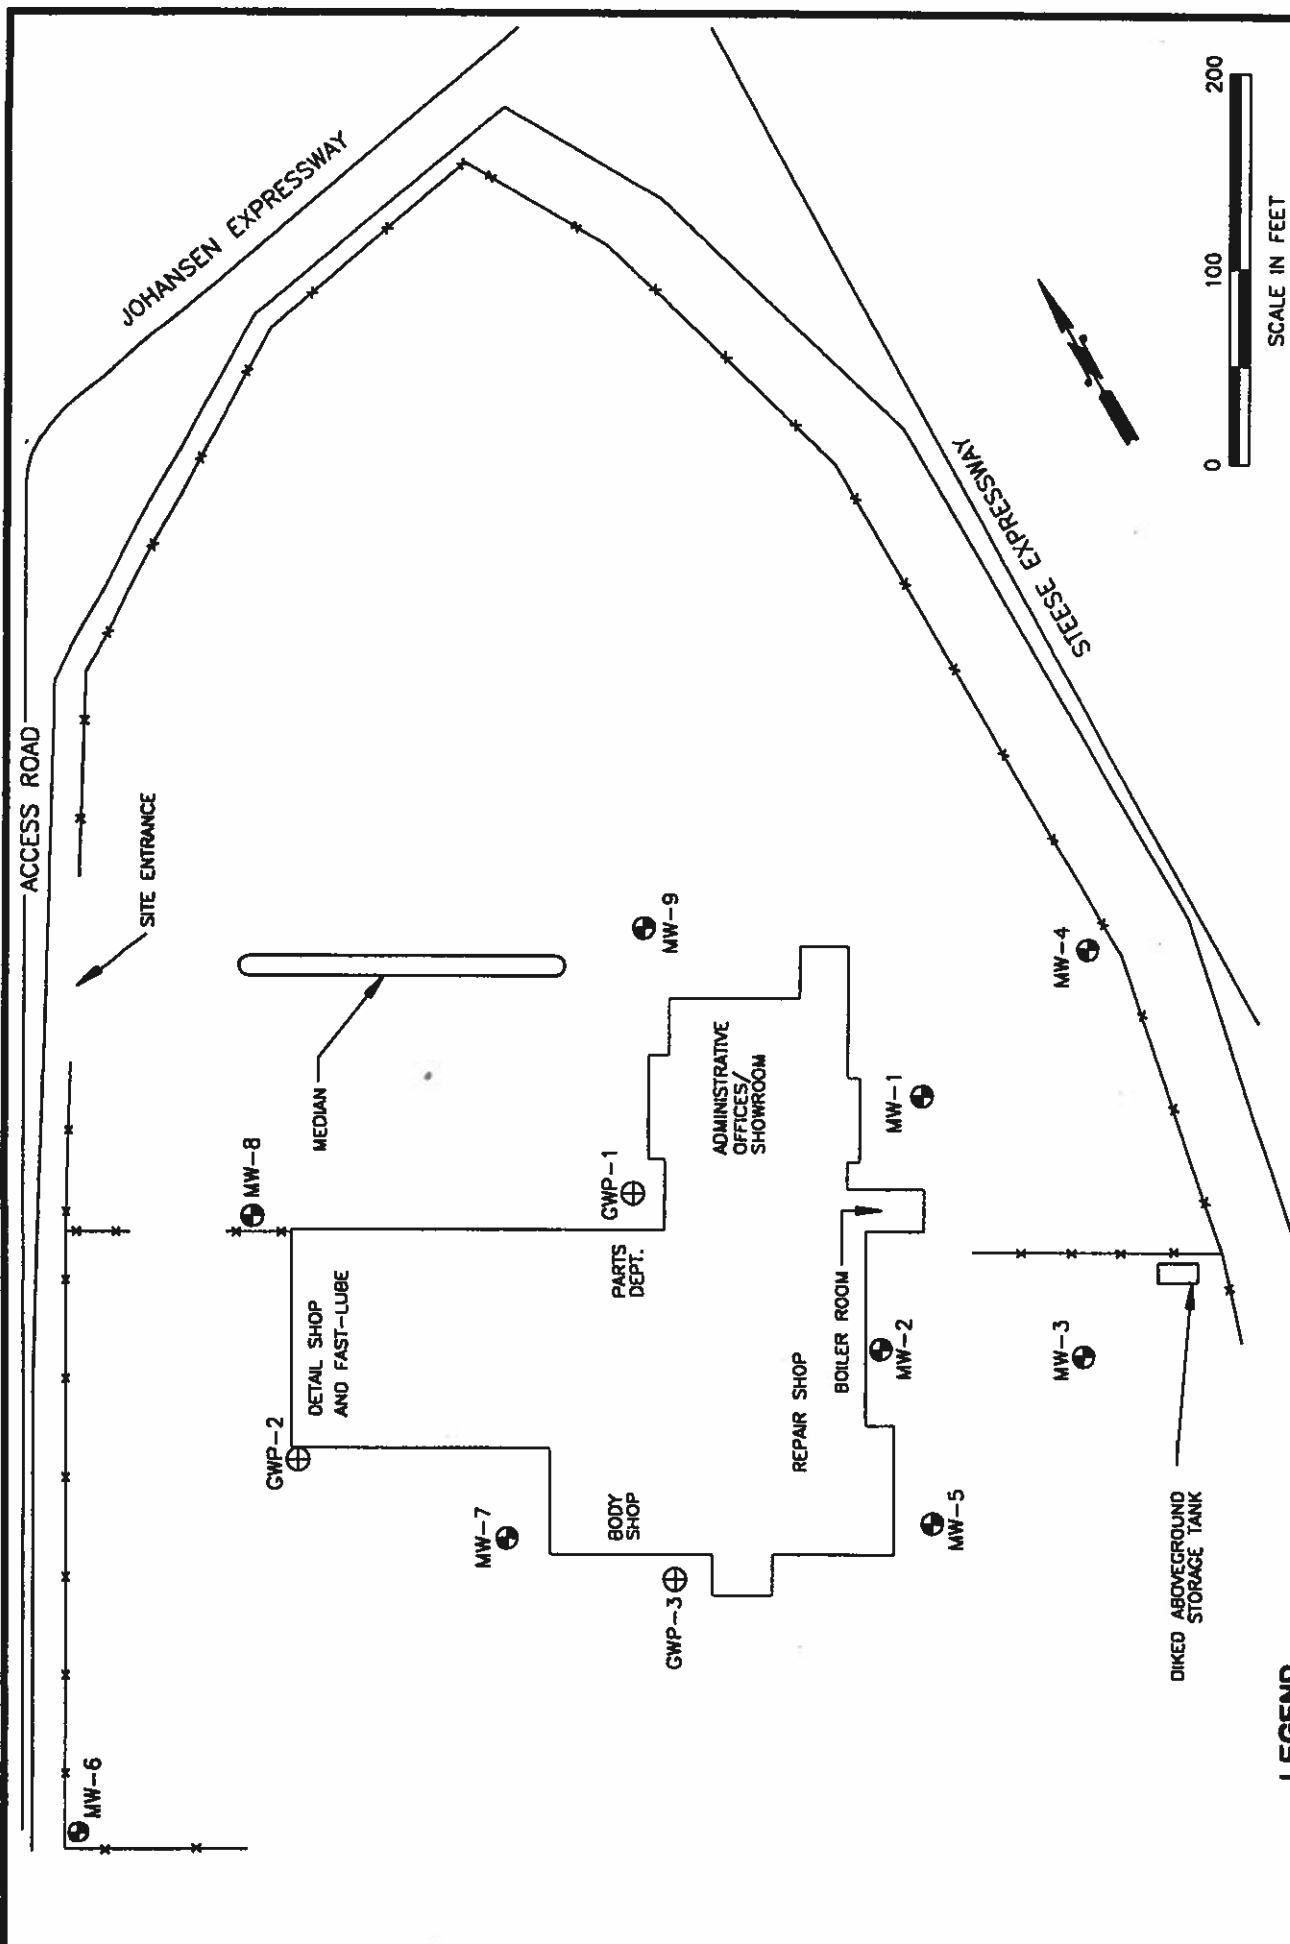 JOHANSEN EXPRESSWAY
ACCESS ROAD
SITE ENTRANCE
STEESE EXPRESSWAY
0 100 200
SCALE IN FEET
MEDIAN
MW-9
MW-4
MW-8
GWP-1
ADMINISTRATIVE
OFFICES/
SHOWROOM
MW-1
DETAIL SHOP
AND FAST-LUBE
PARTS
DEPT.
BOILER ROOM
MW-2
MW-3
REPAIR SHOP
GWP-2
MW-7
BODY
SHOP
MW-5
GWP-3
DIKED ABOVEGROUND
STORAGE TANK
MW-6
LEGEND